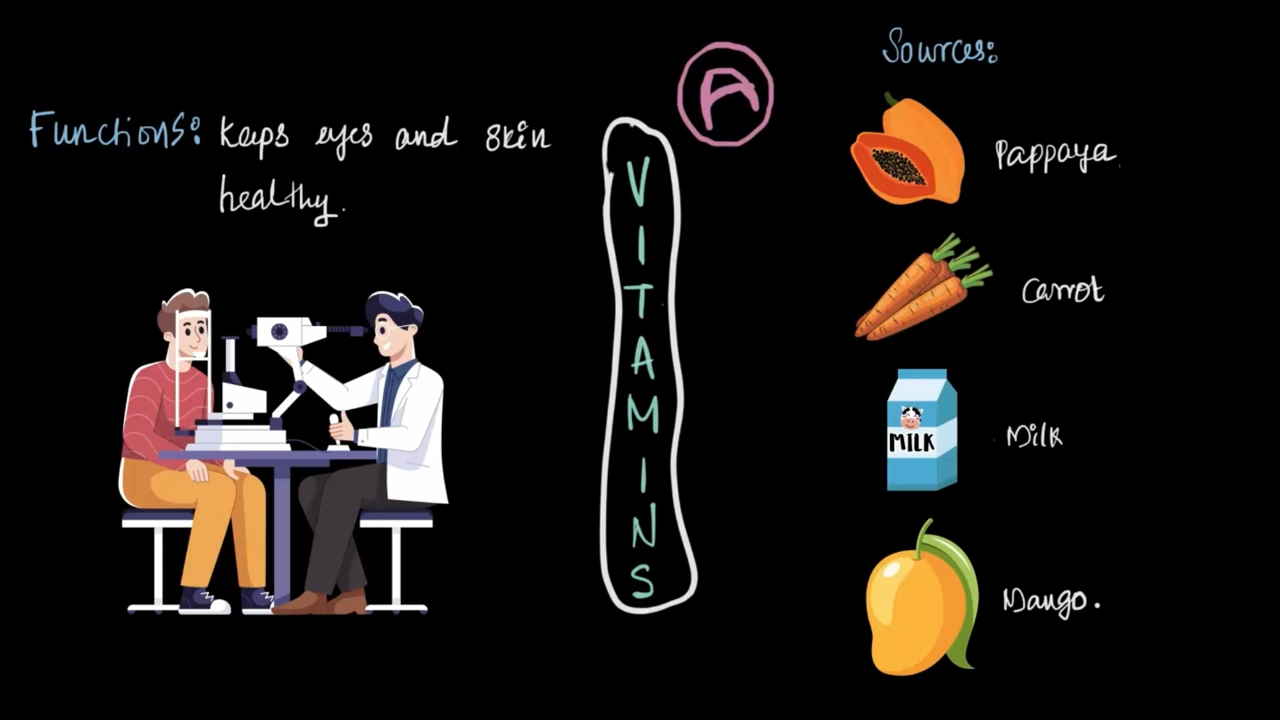 Functions: Keeps eyes and skin
healthy.
VITAMINS
A
Sources:
Pappaya.
Carrot
MILK
Milk
Mango.